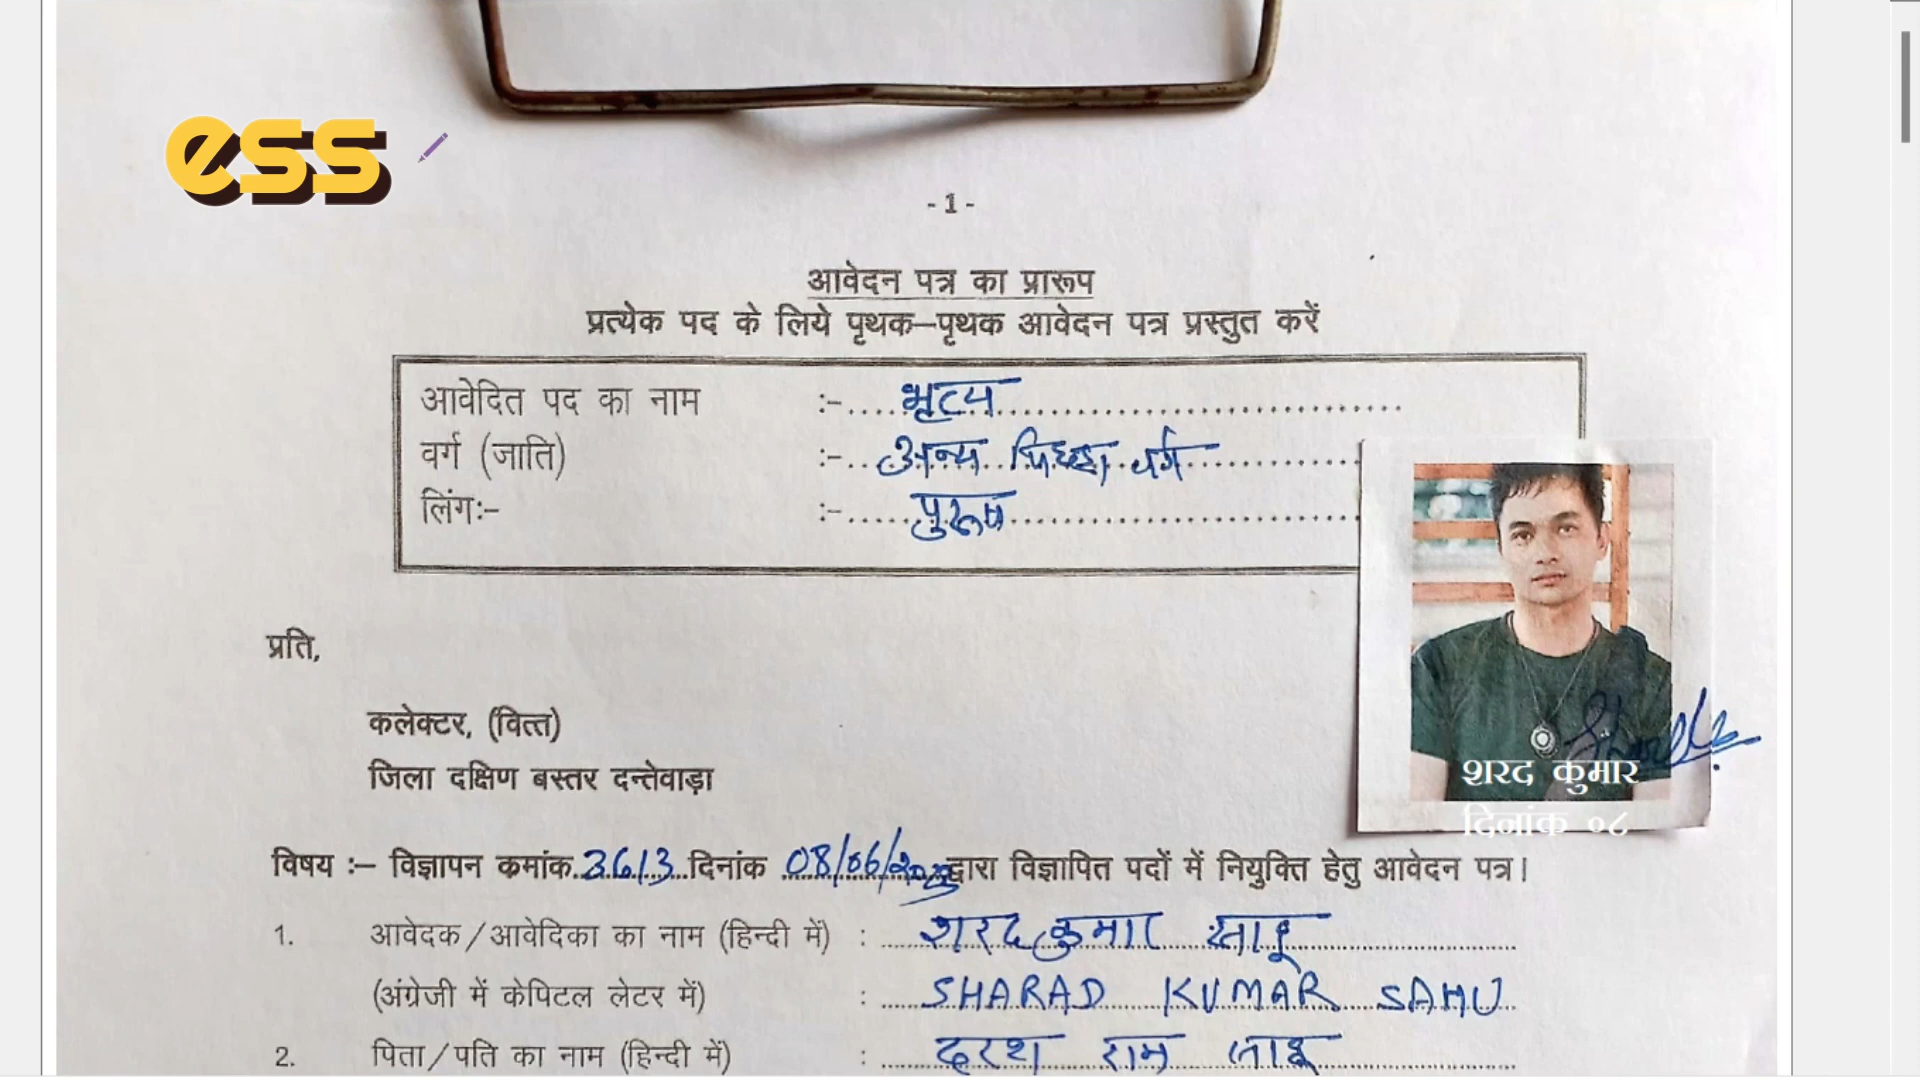 ess
- 1 -
आवेदन पत्र का प्रारूप
प्रत्येक पद के लिये पृथक–पृथक आवेदन पत्र प्रस्तुत करें
आवेदित पद का नाम :-.... भृत्य ....
वर्ग (जाति) :-.. अन्य पिछड़ा वर्ग ....
लिंगः- :-..... पुरूष ....
प्रति,
कलेक्टर, (वित्त)
जिला दक्षिण बस्तर दन्तेवाड़ा
शरद कुमार
दिनांक ०८
विषय :– विज्ञापन कमांक..3613..दिनांक ..08/06/....द्वारा विज्ञापित पदों में नियुक्ति हेतु आवेदन पत्र।
1. आवेदक/आवेदिका का नाम (हिन्दी में) : .... शरद कुमार साहू ....
(अंग्रेजी में केपिटल लेटर में) : .... SHARAD KUMAR SAHU
2. पिता/पति का नाम (हिन्दी में) : .... राम साहू ....